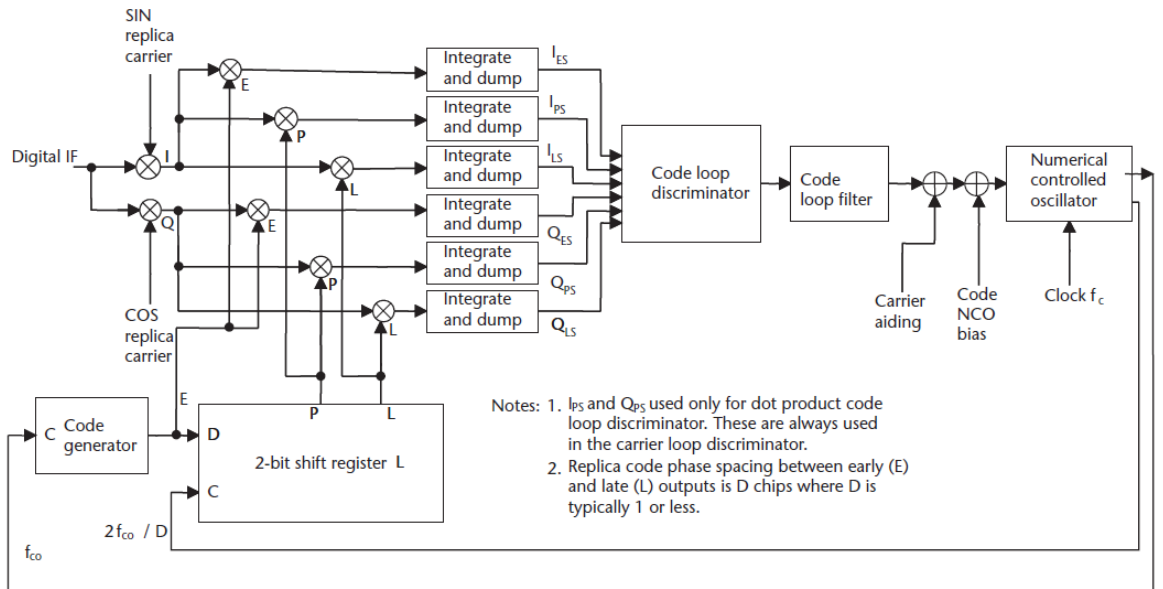 SIN
replica
carrier
Digital IF
I
Q
COS
replica
carrier
E
P
L
E
P
L
Integrate
and dump
Integrate
and dump
Integrate
and dump
Integrate
and dump
Integrate
and dump
Integrate
and dump
I_ES
I_PS
I_LS
Q_ES
Q_PS
Q_LS
Code loop
discriminator
Code
loop filter
Numerical
controlled
oscillator
Carrier
aiding
Code
NCO
bias
Clock f_c
E
C Code
generator
P L
D
2-bit shift register L
C
2f_co / D
f_co
Notes: 1. I_PS and Q_PS used only for dot product code
loop discriminator. These are always used
in the carrier loop discriminator.
2. Replica code phase spacing between early (E)
and late (L) outputs is D chips where D is
typically 1 or less.